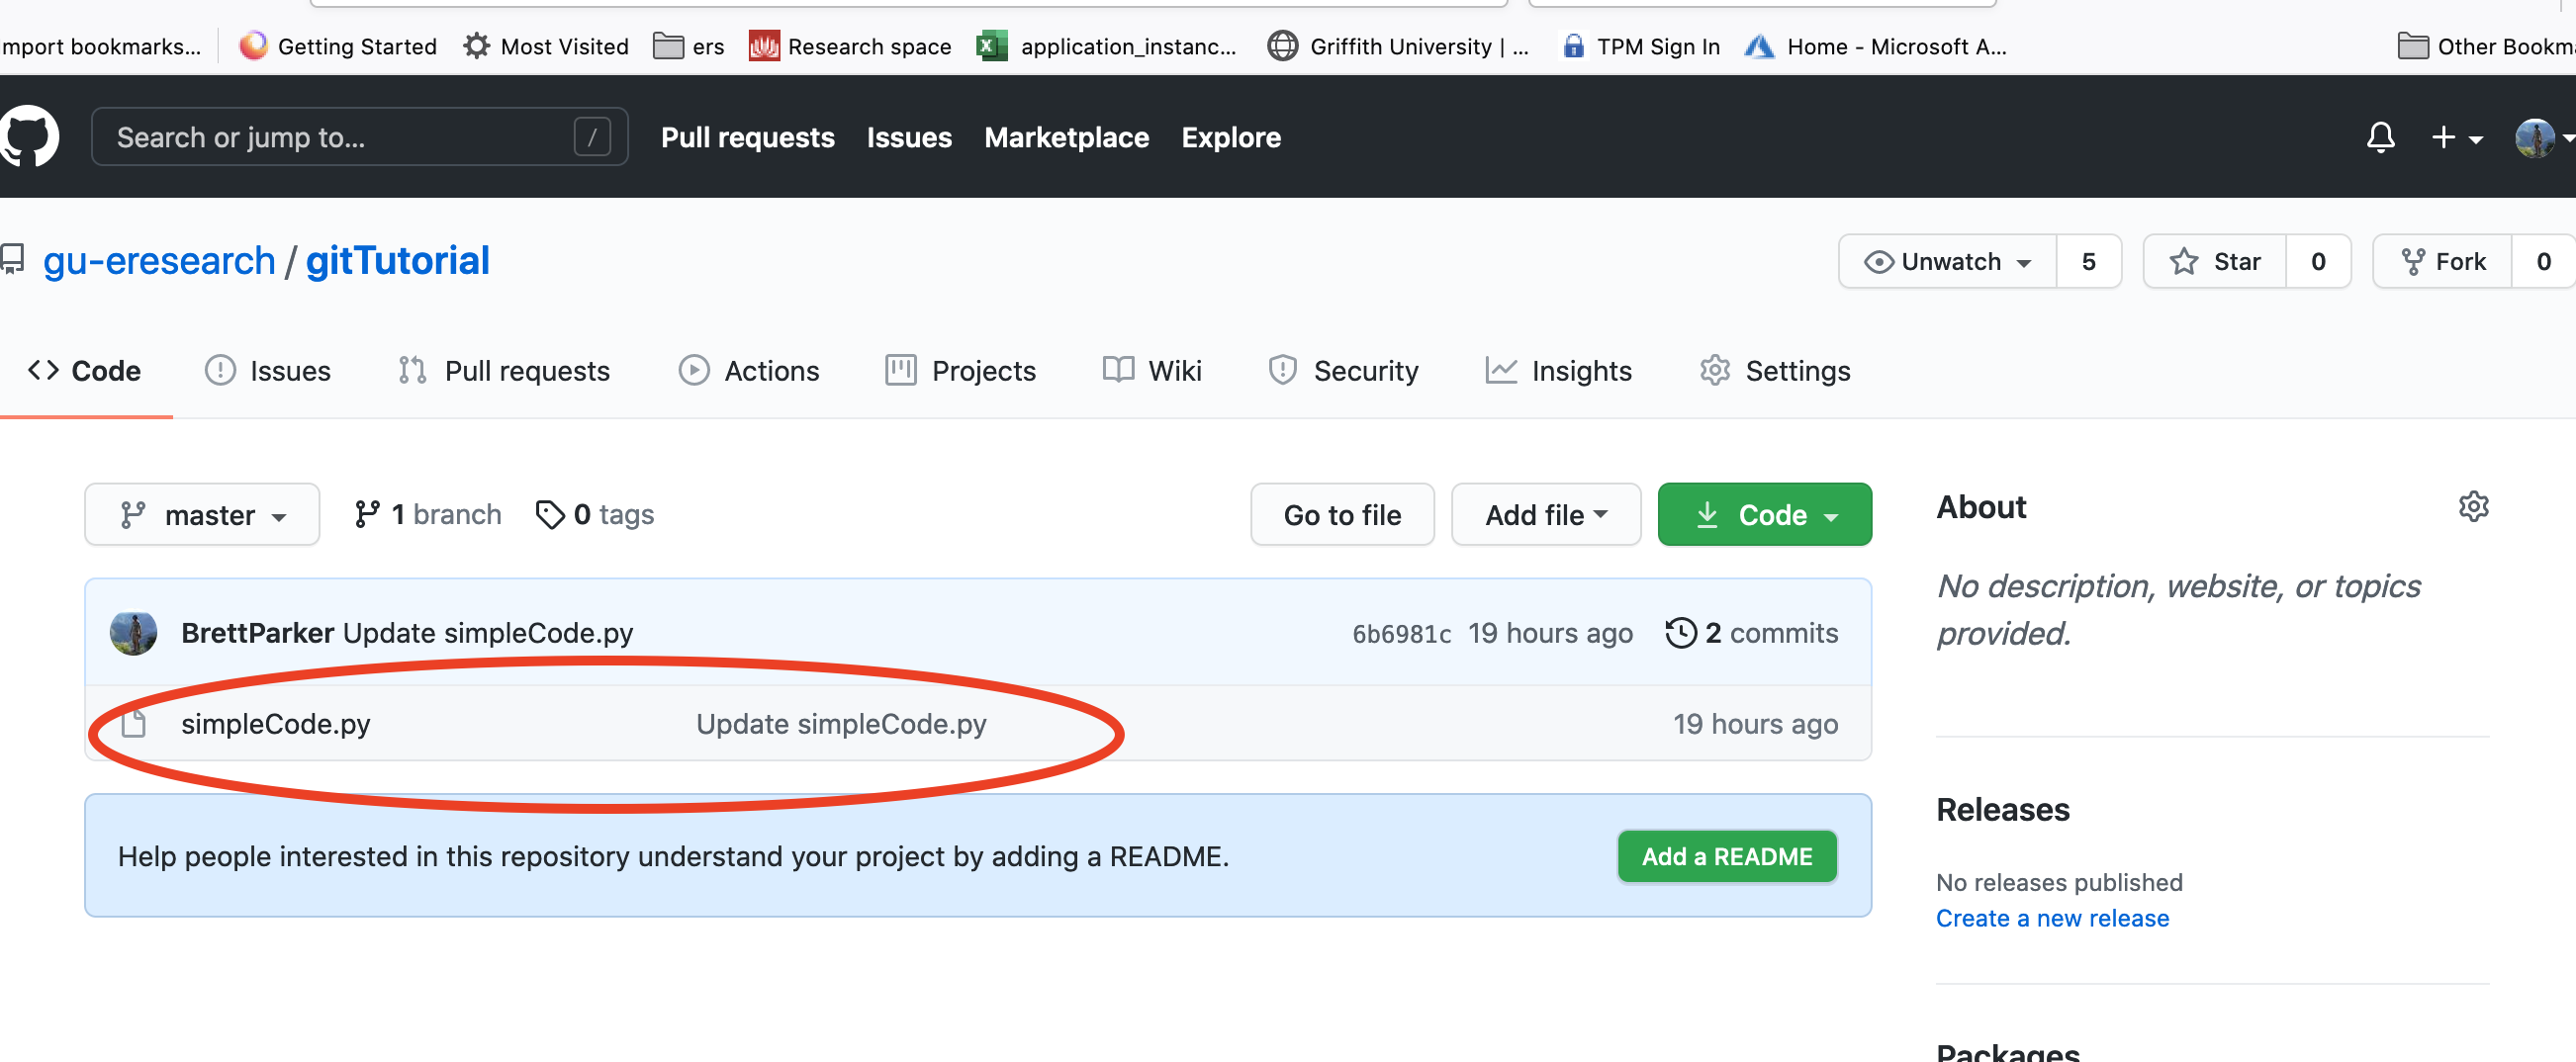 mport bookmarks... Getting Started Most Visited ers Research space application_instanc... Griffith University | ... TPM Sign In Home - Microsoft A... Other Bookma
Search or jump to... / Pull requests Issues Marketplace Explore
gu-eresearch / gitTutorial Unwatch 5 Star 0 Fork 0
Code Issues Pull requests Actions Projects Wiki Security Insights Settings
master 1 branch 0 tags Go to file Add file Code
About
No description, website, or topics
provided.
BrettParker Update simpleCode.py 6b6981c 19 hours ago 2 commits
simpleCode.py Update simpleCode.py 19 hours ago
Help people interested in this repository understand your project by adding a README. Add a README
Releases
No releases published
Create a new release
Packages